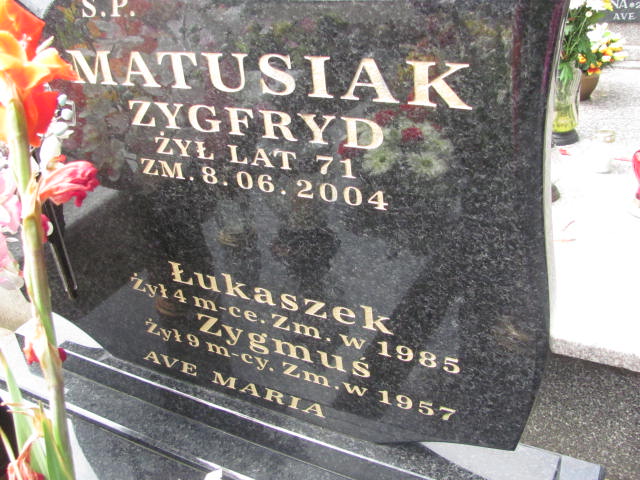 Ś.P.
MATUSIAK
ZYGFRYD
ŻYŁ LAT 71
ZM. 8.06.2004
Łukaszek
Żył 4 m-ce. Zm. w 1985
Zygmuś
Żył 9 m-cy. Zm. w 1957
AVE MARIA
AVE